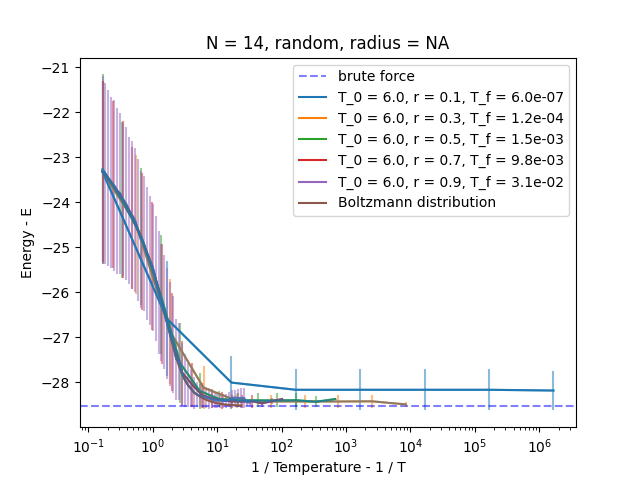 N = 14, random, radius = NA
Energy - E
−21
−22
−23
−24
−25
−26
−27
−28
brute force
T_0 = 6.0, r = 0.1, T_f = 6.0e-07
T_0 = 6.0, r = 0.3, T_f = 1.2e-04
T_0 = 6.0, r = 0.5, T_f = 1.5e-03
T_0 = 6.0, r = 0.7, T_f = 9.8e-03
T_0 = 6.0, r = 0.9, T_f = 3.1e-02
Boltzmann distribution
10⁻¹ 10⁰ 10¹ 10² 10³ 10⁴ 10⁵ 10⁶
1 / Temperature - 1 / T